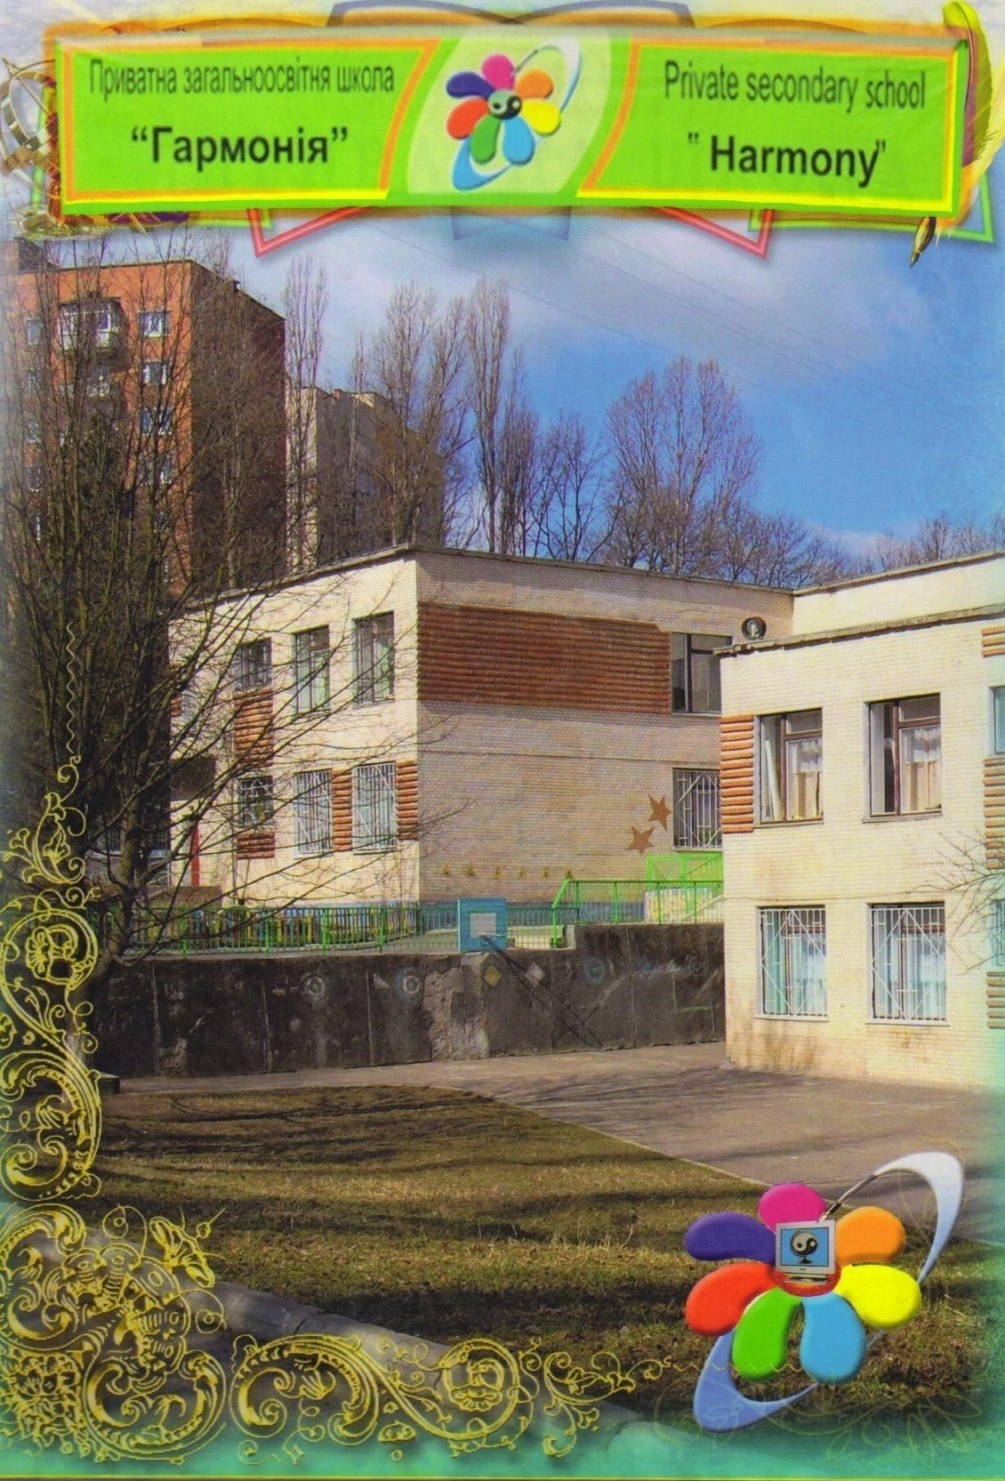 Приватна загальноосвітня школа
“Гармонія”
Private secondary school
" Harmony"